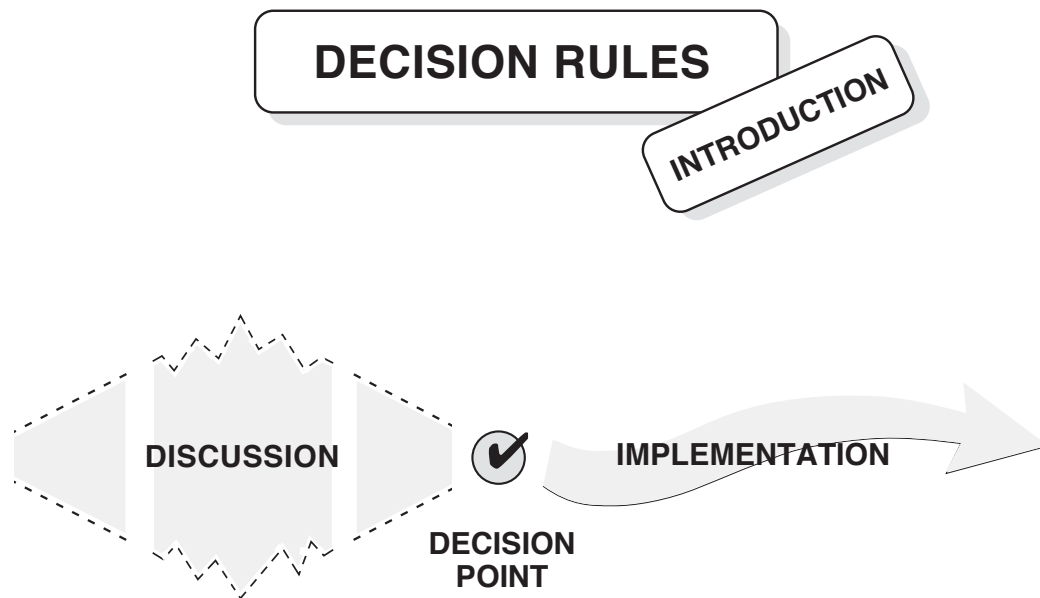 DECISION RULES
INTRODUCTION
DISCUSSION
IMPLEMENTATION
DECISION
POINT